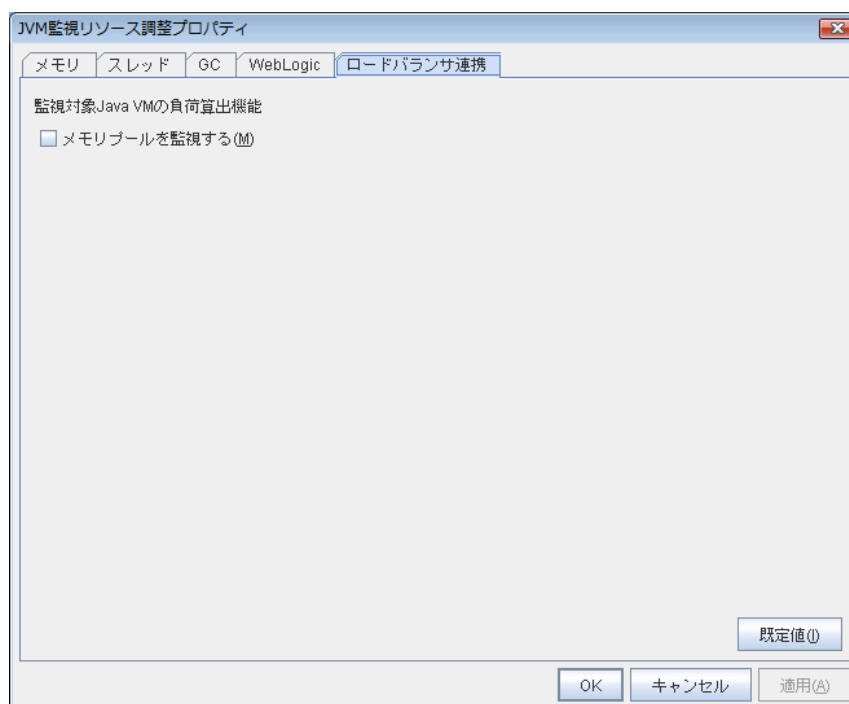 JVM監視リソース調整プロパティ
メモリ スレッド GC WebLogic ロードバランサ連携
監視対象Java VMの負荷算出機能
メモリプールを監視する(M)
既定値(I)
OK キャンセル 適用(A)